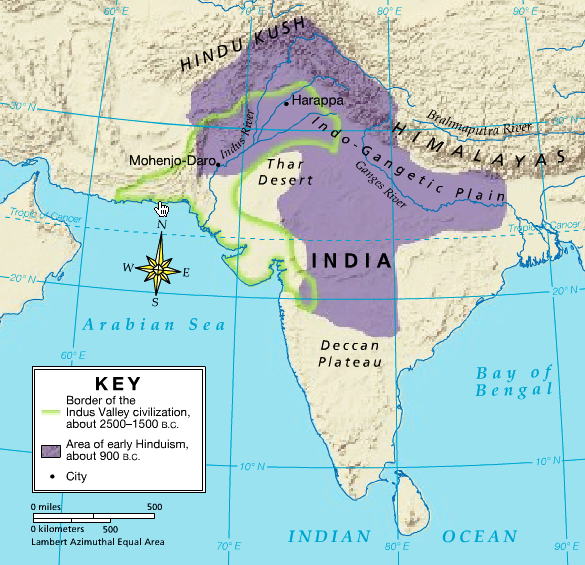 60° E
70° E
80° E
90° E
HINDU KUSH
30° N
Harappa
Indus River
Mohenjo-Daro
Indo-Gangetic Plain
Brahmaputra River
30° N
HIMALAYAS
Thar
Desert
Ganges River
Tropic of Cancer
Tropic of Cancer
N
W
E
S
INDIA
20° N
20° N
Arabian Sea
Deccan
Plateau
60° E
Bay of
Bengal
KEY
Border of the
Indus Valley civilization,
about 2500–1500 B.C.
Area of early Hinduism,
about 900 B.C.
City
10° N
10° N
0 miles 500
0 kilometers 500
Lambert Azimuthal Equal Area
INDIAN OCEAN
70° E
80° E
90° E